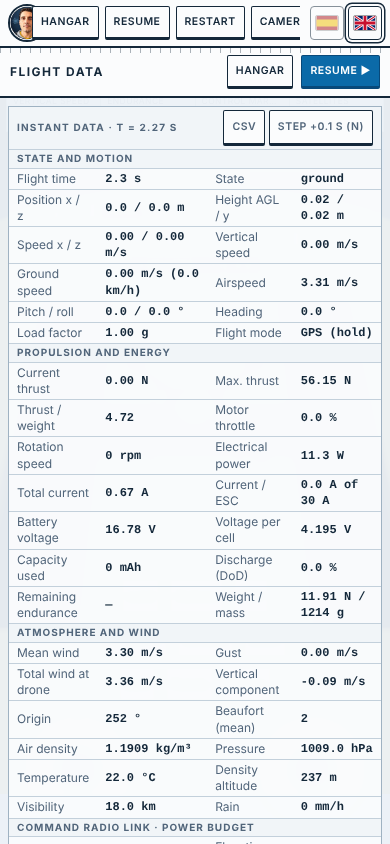 HANGAR RESUME RESTART CAMER
FLIGHT DATA HANGAR RESUME ▶
INSTANT DATA · T = 2.27 S CSV STEP +0.1 S (N)
STATE AND MOTION
Flight time 2.3 s State ground
Position x / z 0.0 / 0.0 m Height AGL / y 0.02 / 0.02 m
Speed x / z 0.00 / 0.00 m/s Vertical speed 0.00 m/s
Ground speed 0.00 m/s (0.0 km/h) Airspeed 3.31 m/s
Pitch / roll 0.0 / 0.0 ° Heading 0.0 °
Load factor 1.00 g Flight mode GPS (hold)
PROPULSION AND ENERGY
Current thrust 0.00 N Max. thrust 56.15 N
Thrust / weight 4.72 Motor throttle 0.0 %
Rotation speed 0 rpm Electrical power 11.3 W
Total current 0.67 A Current / ESC 0.0 A of 30 A
Battery voltage 16.78 V Voltage per cell 4.195 V
Capacity used 0 mAh Discharge (DoD) 0.0 %
Remaining endurance — Weight / mass 11.91 N / 1214 g
ATMOSPHERE AND WIND
Mean wind 3.30 m/s Gust 0.00 m/s
Total wind at drone 3.36 m/s Vertical component -0.09 m/s
Origin 252 ° Beaufort (mean) 2
Air density 1.1909 kg/m³ Pressure 1009.0 hPa
Temperature 22.0 °C Density altitude 237 m
Visibility 18.0 km Rain 0 mm/h
COMMAND RADIO LINK · POWER BUDGET